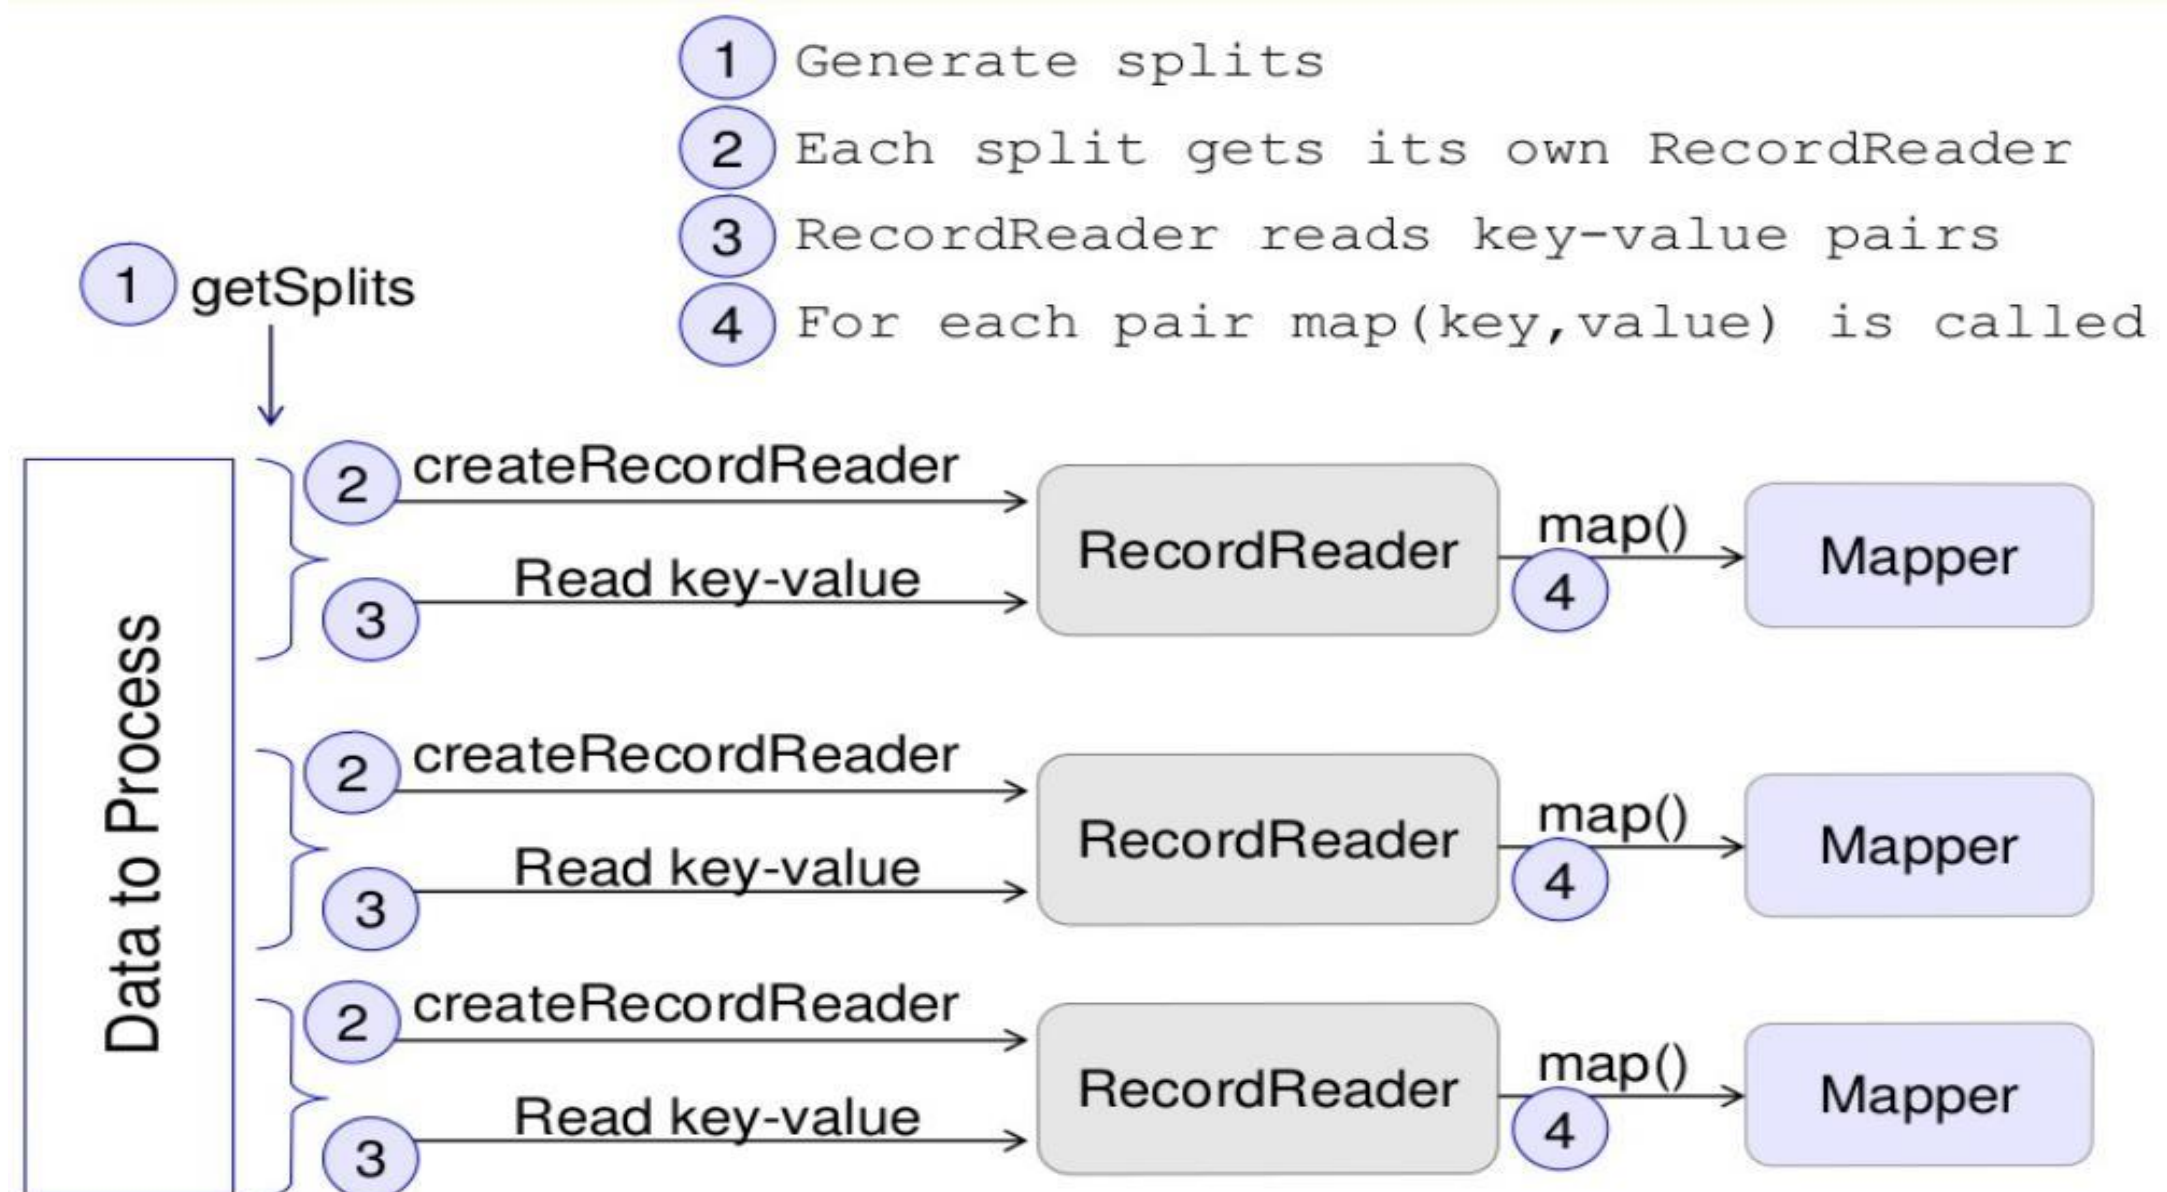 1 Generate splits
2 Each split gets its own RecordReader
3 RecordReader reads key-value pairs
4 For each pair map(key,value) is called
1 getSplits
Data to Process
2 createRecordReader
3 Read key-value
RecordReader
map()
4
Mapper
2 createRecordReader
3 Read key-value
RecordReader
map()
4
Mapper
2 createRecordReader
3 Read key-value
RecordReader
map()
4
Mapper